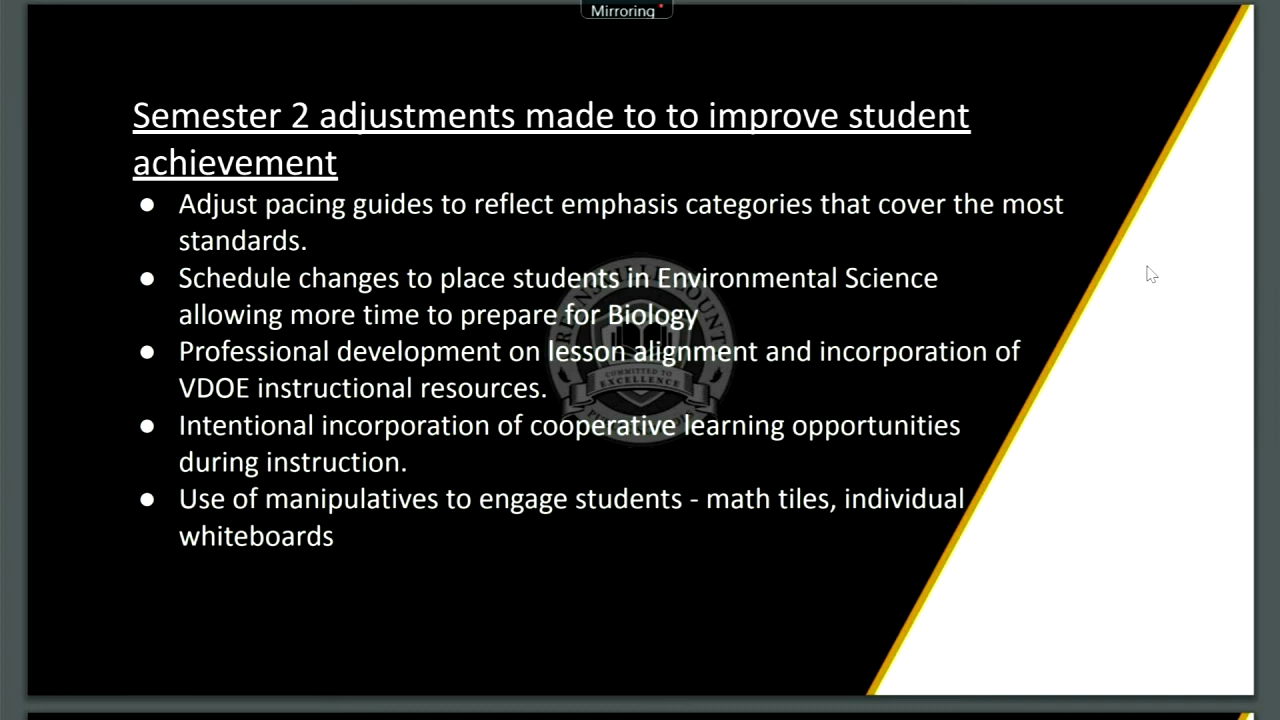 Mirroring
Semester 2 adjustments made to to improve student
achievement
● Adjust pacing guides to reflect emphasis categories that cover the most
standards.
● Schedule changes to place students in Environmental Science
allowing more time to prepare for Biology
● Professional development on lesson alignment and incorporation of
VDOE instructional resources.
● Intentional incorporation of cooperative learning opportunities
during instruction.
● Use of manipulatives to engage students - math tiles, individual
whiteboards
COMMITTED TO
EXCELLENCE